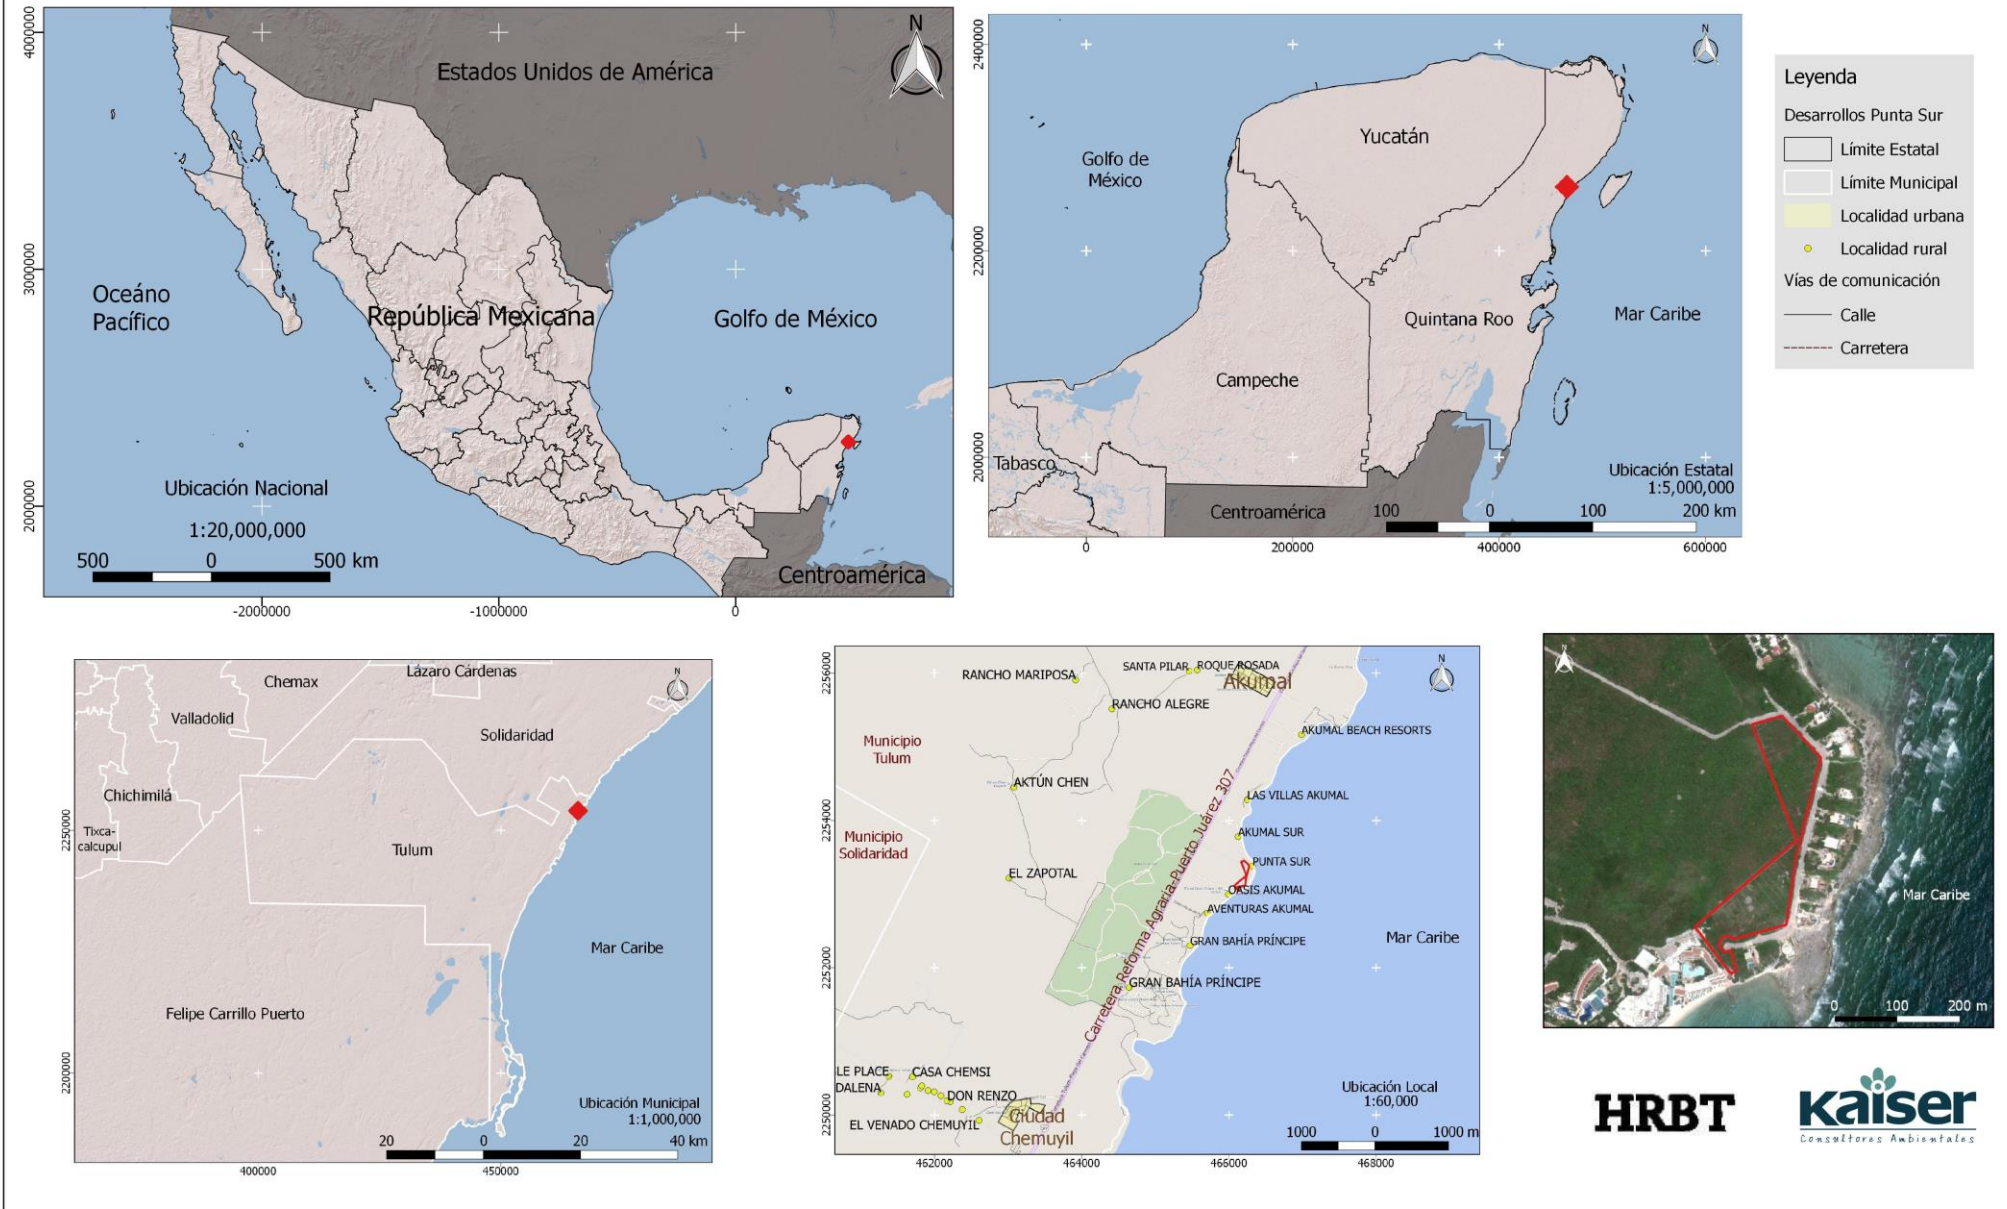 N
Estados Unidos de América
Oceáno
Pacífico
República Mexicana
Golfo de México
Ubicación Nacional
1:20,000,000
500 0 500 km
Centroamérica
4000000
3000000
2000000
-2000000 -1000000 0
N
Yucatán
Golfo de
México
Quintana Roo
Mar Caribe
Campeche
Tabasco
Centroamérica
Ubicación Estatal
1:5,000,000
100 0 100 200 km
2400000
2200000
2000000
0 200000 400000 600000
Leyenda
Desarrollos Punta Sur
Límite Estatal
Límite Municipal
Localidad urbana
Localidad rural
Vías de comunicación
Calle
Carretera
N
Lázaro Cárdenas
Chemax
Valladolid
Solidaridad
Chichimilá
Tixca-
calcupul
Tulum
Mar Caribe
Felipe Carrillo Puerto
Ubicación Municipal
1:1,000,000
20 0 20 40 km
2250000
2200000
400000 450000
N
RANCHO MARIPOSA
SANTA PILAR
ROQUE ROSADA
Akumal
RANCHO ALEGRE
AKUMAL BEACH RESORTS
Municipio
Tulum
AKTÚN CHEN
LAS VILLAS AKUMAL
Municipio
Solidaridad
AKUMAL SUR
PUNTA SUR
EL ZAPOTAL
OASIS AKUMAL
AVENTURAS AKUMAL
GRAN BAHÍA PRÍNCIPE
Mar Caribe
GRAN BAHÍA PRÍNCIPE
Carretera Reforma Agraria-Puerto Juárez 307
LE PLACE
CASA CHEMSI
DALENA
DON RENZO
EL VENADO CHEMUYIL
Ciudad
Chemuyil
Ubicación Local
1:60,000
1000 0 1000 m
2256000
2254000
2252000
2250000
462000 464000 466000 468000
N
Mar Caribe
0 100 200 m
HRBT
Kaiser
Consultores Ambientales